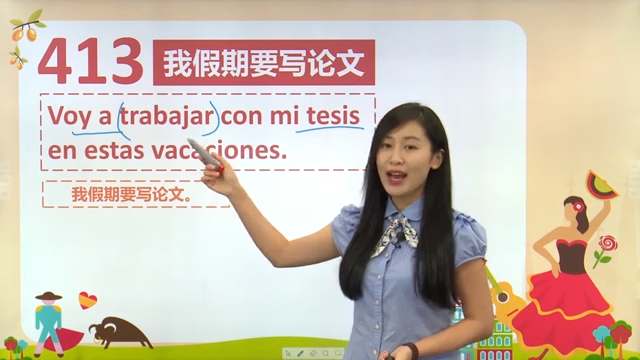 413 我假期要写论文
Voy a (trabajar) con mi tesis
en estas vacaciones.
我假期要写论文。